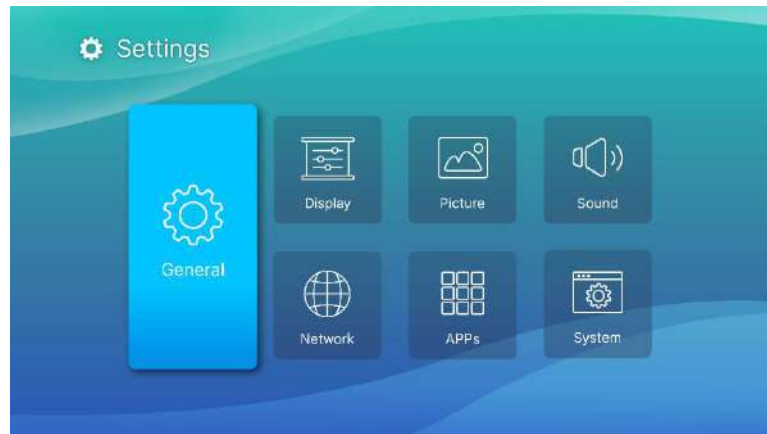 Settings
General
Display
Picture
Sound
Network
APPs
System